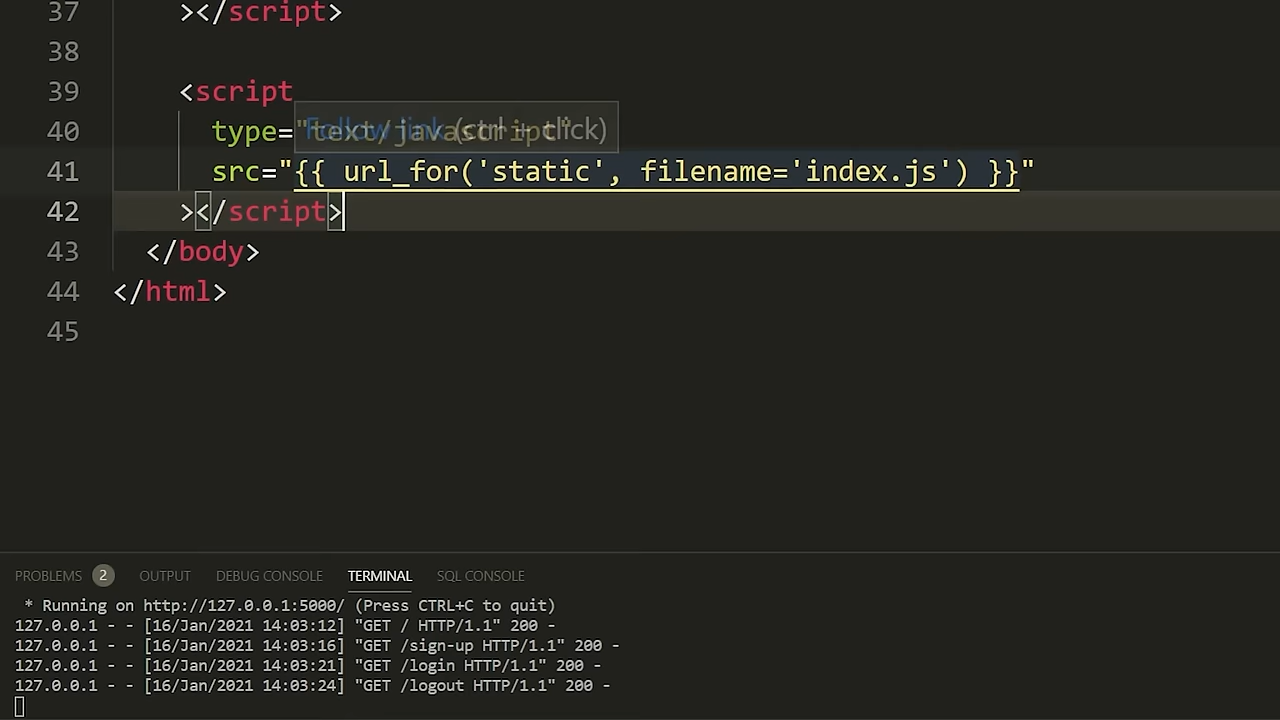 37 ></script>
38
39 <script
40 type="text/javascript"
Follow link (ctrl + click)
41 src="{{ url_for('static', filename='index.js') }}"
42 ></script>
43 </body>
44 </html>
45
PROBLEMS 2 OUTPUT DEBUG CONSOLE TERMINAL SQL CONSOLE
* Running on http://127.0.0.1:5000/ (Press CTRL+C to quit)
127.0.0.1 - - [16/Jan/2021 14:03:12] "GET / HTTP/1.1" 200 -
127.0.0.1 - - [16/Jan/2021 14:03:16] "GET /sign-up HTTP/1.1" 200 -
127.0.0.1 - - [16/Jan/2021 14:03:21] "GET /login HTTP/1.1" 200 -
127.0.0.1 - - [16/Jan/2021 14:03:24] "GET /logout HTTP/1.1" 200 -